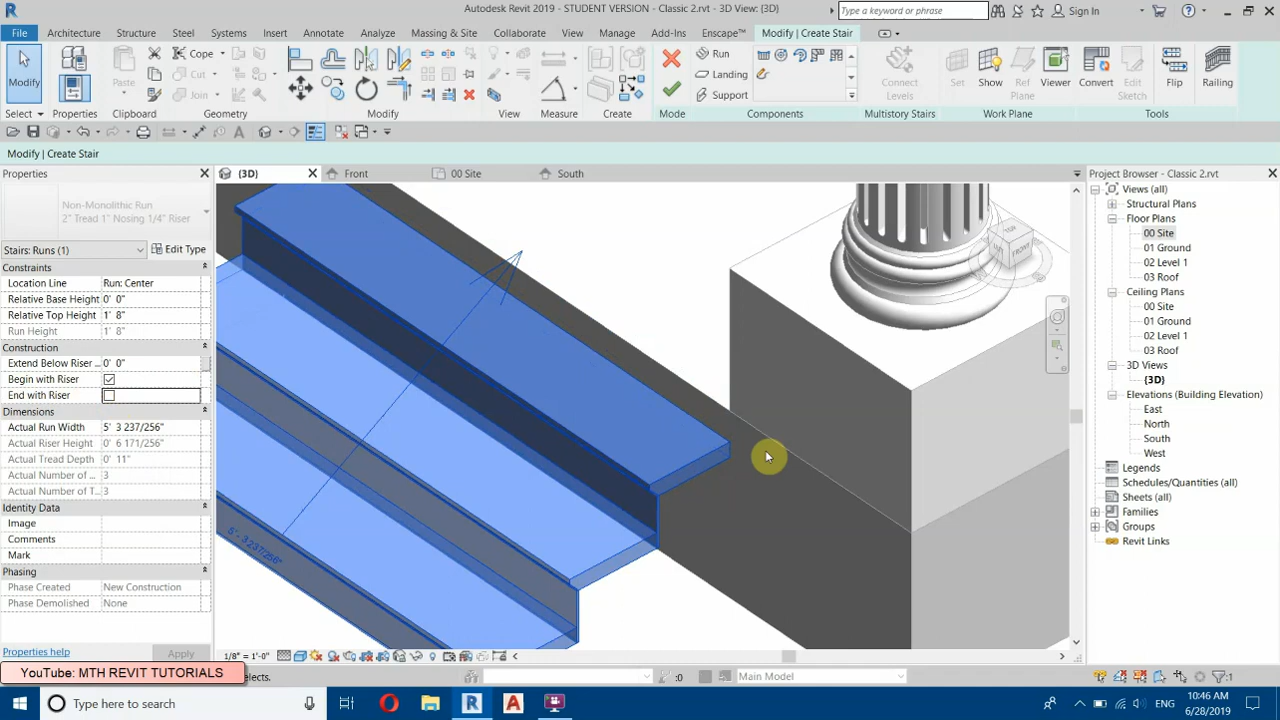 Autodesk Revit 2019 - STUDENT VERSION - Classic 2.rvt - 3D View: {3D}
Type a keyword or phrase
Sign In
File Architecture Structure Steel Systems Insert Annotate Analyze Massing & Site Collaborate View Manage Add-Ins Enscape™ Modify | Create Stair
Modify
Properties
Paste
Cope
Cut
Join
Run
Landing
Support
Connect
Levels
Set
Show
Ref
Plane
Viewer
Convert
Edit
Sketch
Flip
Railing
Select Properties Clipboard Geometry Modify View Measure Create Mode Components Multistory Stairs Work Plane Tools
Modify | Create Stair
Properties
Non-Monolithic Run
2" Tread 1" Nosing 1/4" Riser
Stairs: Runs (1)
Edit Type
Constraints
Location Line Run: Center
Relative Base Height 0' 0"
Relative Top Height 1' 8"
Run Height 1' 8"
Construction
Extend Below Riser ... 0' 0"
Begin with Riser
End with Riser
Dimensions
Actual Run Width 5' 3 237/256"
Actual Riser Height 0' 6 171/256"
Actual Tread Depth 0' 11"
Actual Number of ... 3
Actual Number of T... 3
Identity Data
Image
Comments
Mark
Phasing
Phase Created New Construction
Phase Demolished None
Properties help
Apply
{3D}
Front
00 Site
South
TOP
FRONT
5' - 3 237/256"
1/8" = 1'-0"
Project Browser - Classic 2.rvt
Views (all)
Structural Plans
Floor Plans
00 Site
01 Ground
02 Level 1
03 Roof
Ceiling Plans
00 Site
01 Ground
02 Level 1
03 Roof
3D Views
{3D}
Elevations (Building Elevation)
East
North
South
West
Legends
Schedules/Quantities (all)
Sheets (all)
Families
Groups
Revit Links
YouTube: MTH REVIT TUTORIALS
selects.
:0
Main Model
:1
Type here to search
ENG
10:46 AM
6/28/2019